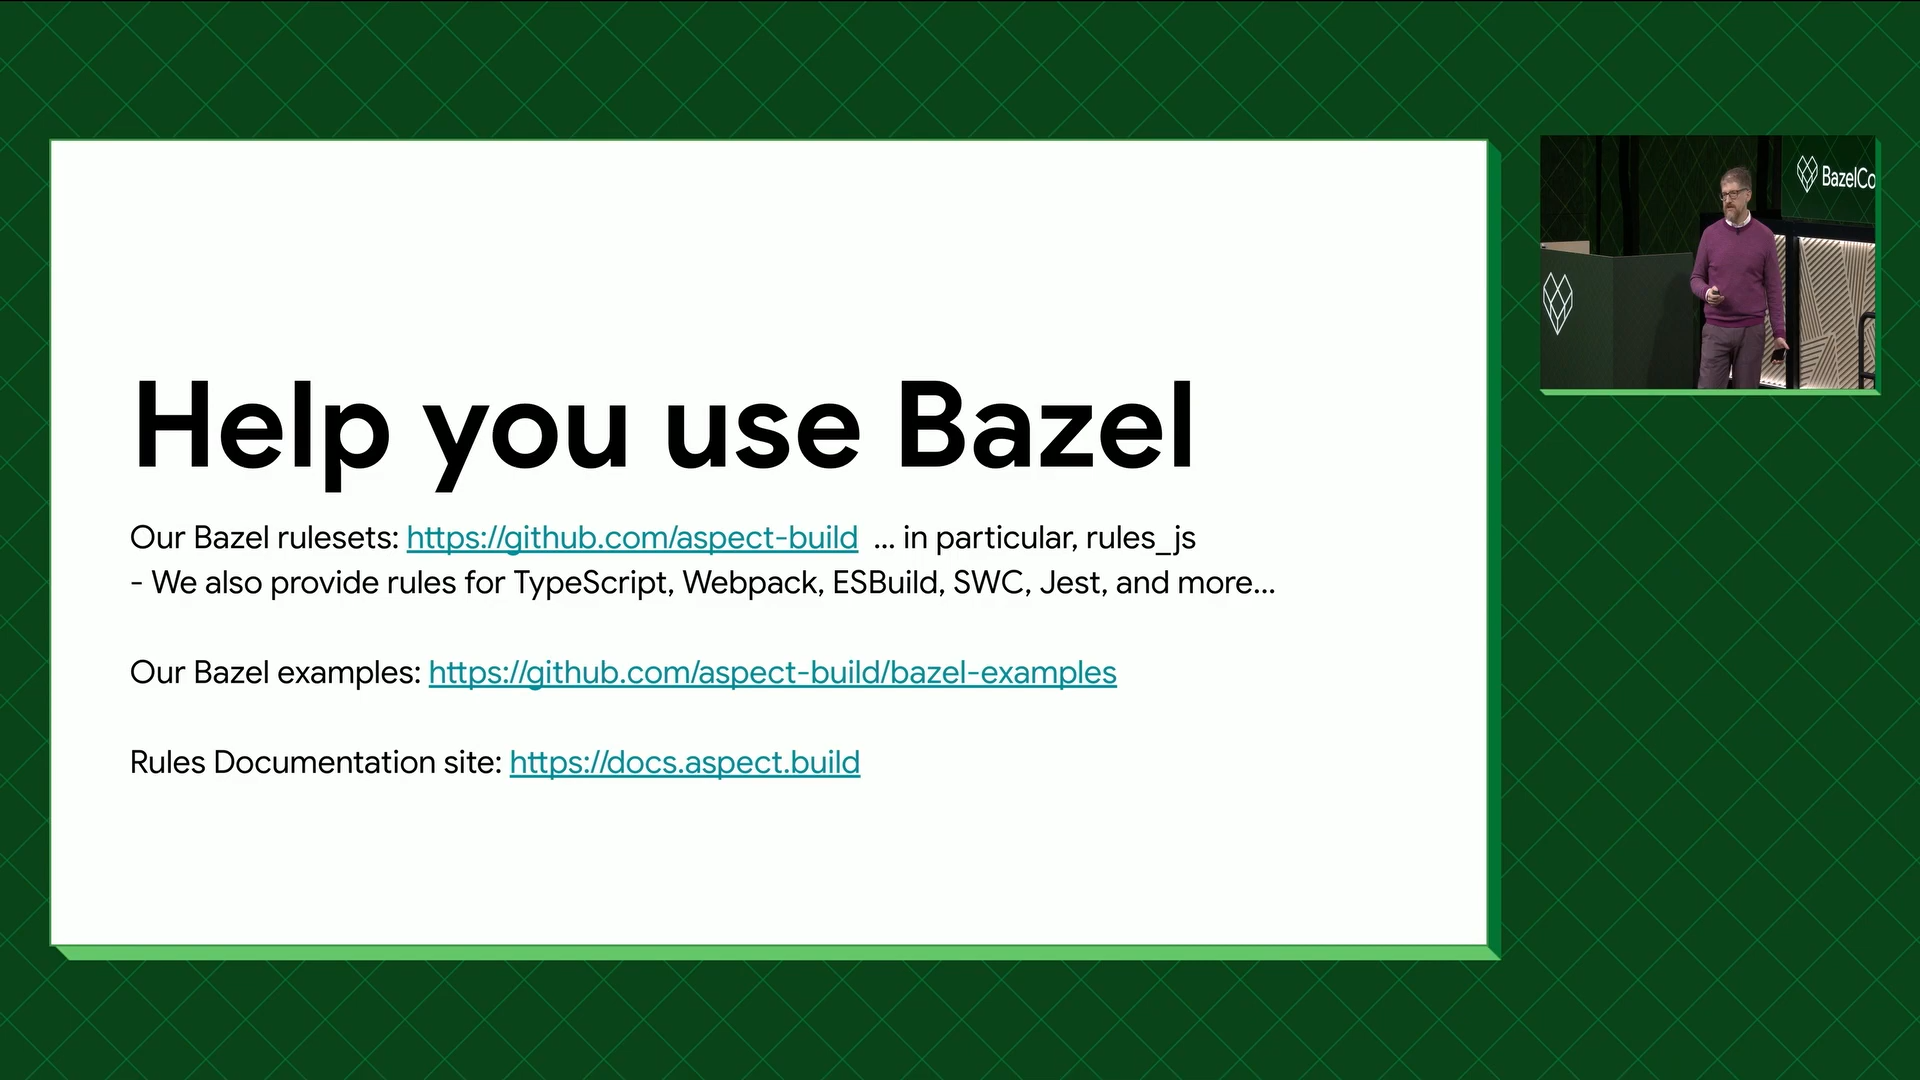 Help you use Bazel
Our Bazel rulesets: https://github.com/aspect-build ... in particular, rules_js
- We also provide rules for TypeScript, Webpack, ESBuild, SWC, Jest, and more...
Our Bazel examples: https://github.com/aspect-build/bazel-examples
Rules Documentation site: https://docs.aspect.build
BazelCo